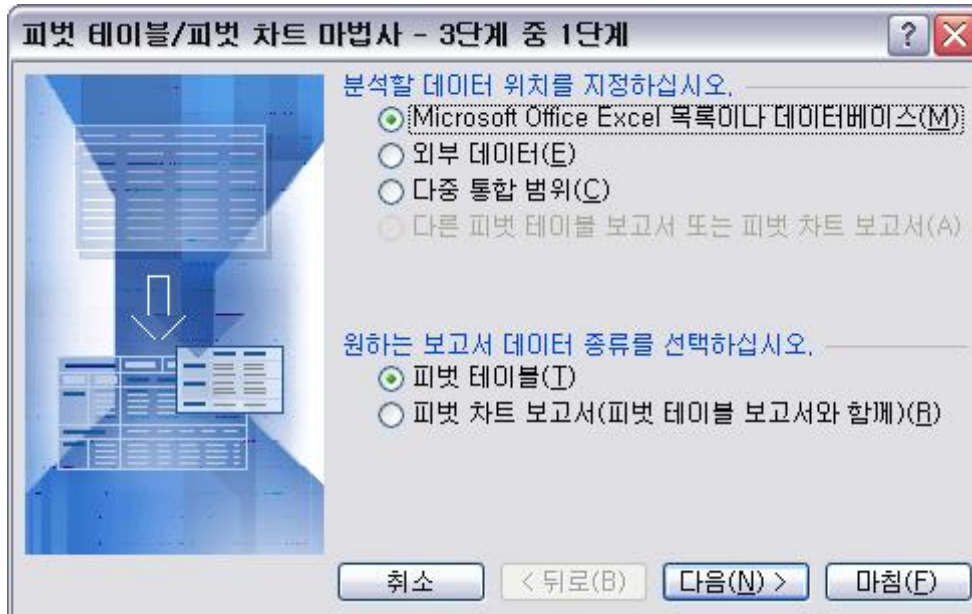 피벗 테이블/피벗 차트 마법사 - 3단계 중 1단계
분석할 데이터 위치를 지정하십시오.
Microsoft Office Excel 목록이나 데이터베이스(M)
외부 데이터(E)
다중 통합 범위(C)
다른 피벗 테이블 보고서 또는 피벗 차트 보고서(A)
원하는 보고서 데이터 종류를 선택하십시오.
피벗 테이블(T)
피벗 차트 보고서(피벗 테이블 보고서와 함께)(R)
취소 < 뒤로(B) 다음(N) > 마침(F)